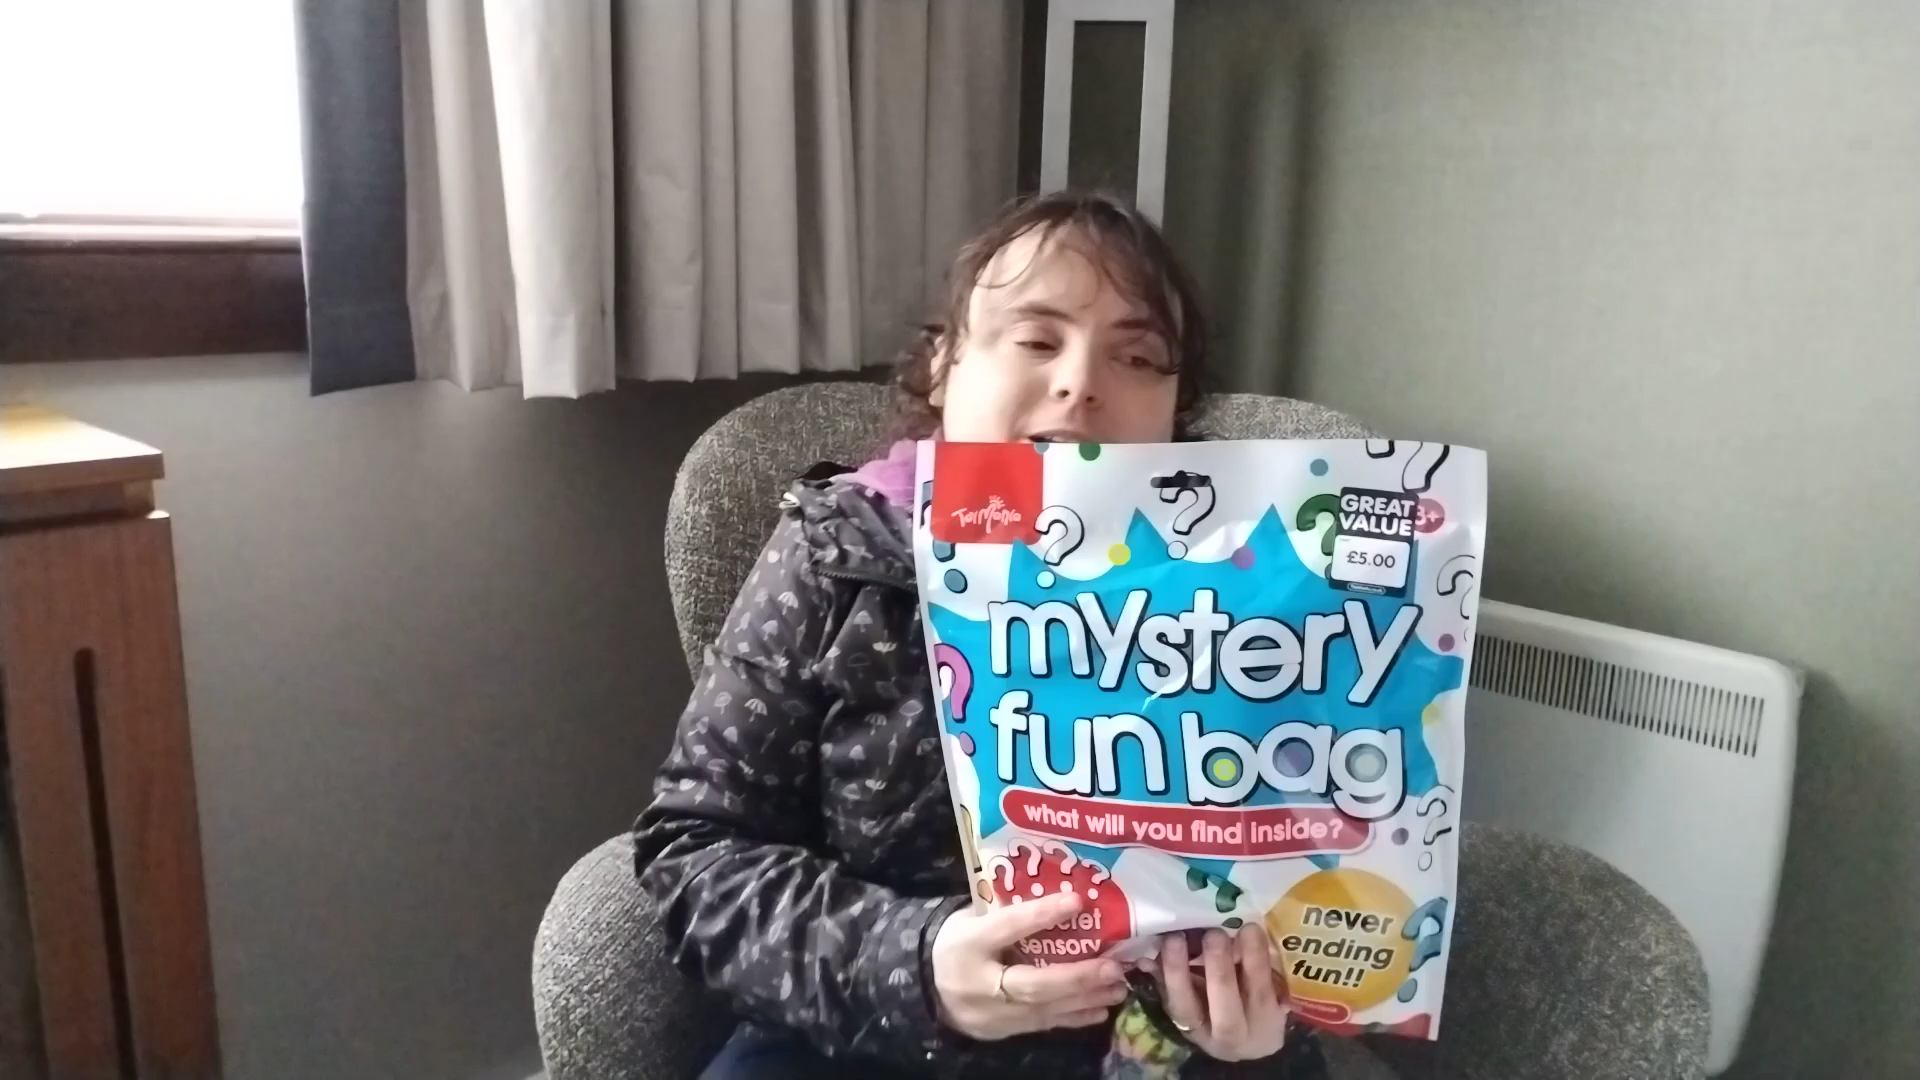 ToyMania
GREAT
VALUE
3+
£5.00
mystery
fun bag
what will you find inside?
sensory
never
ending
fun!!